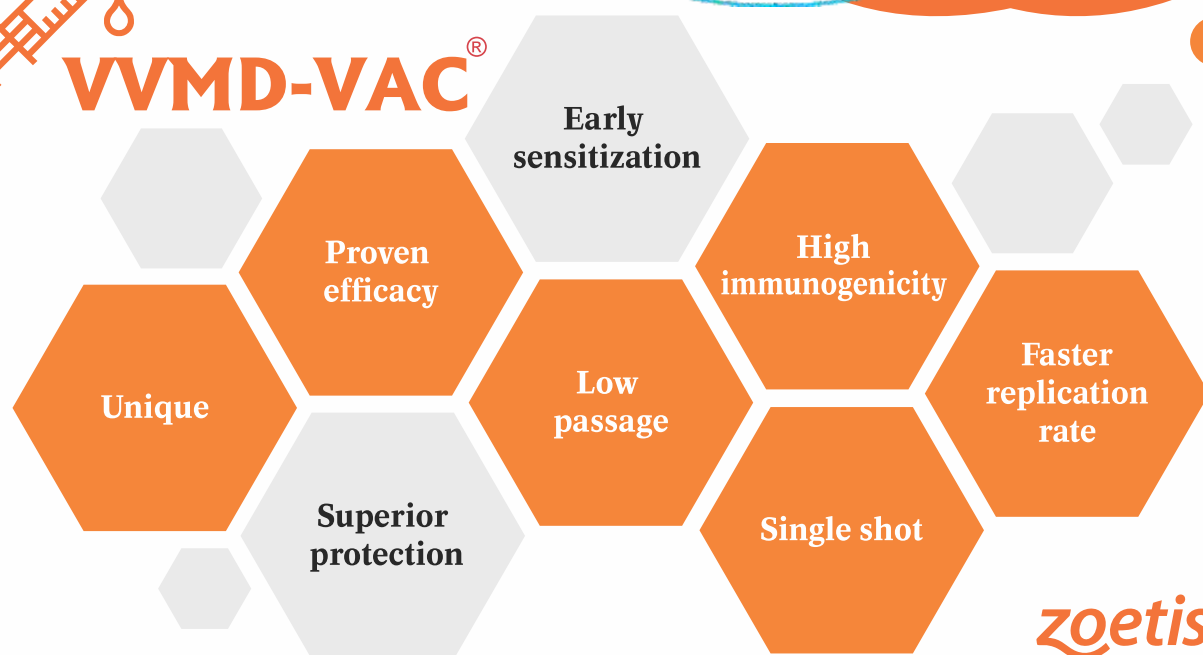 VVMD-VAC®
Early
sensitization
Proven
efficacy
High
immunogenicity
Unique
Low
passage
Faster
replication
rate
Superior
protection
Single shot
zoetis